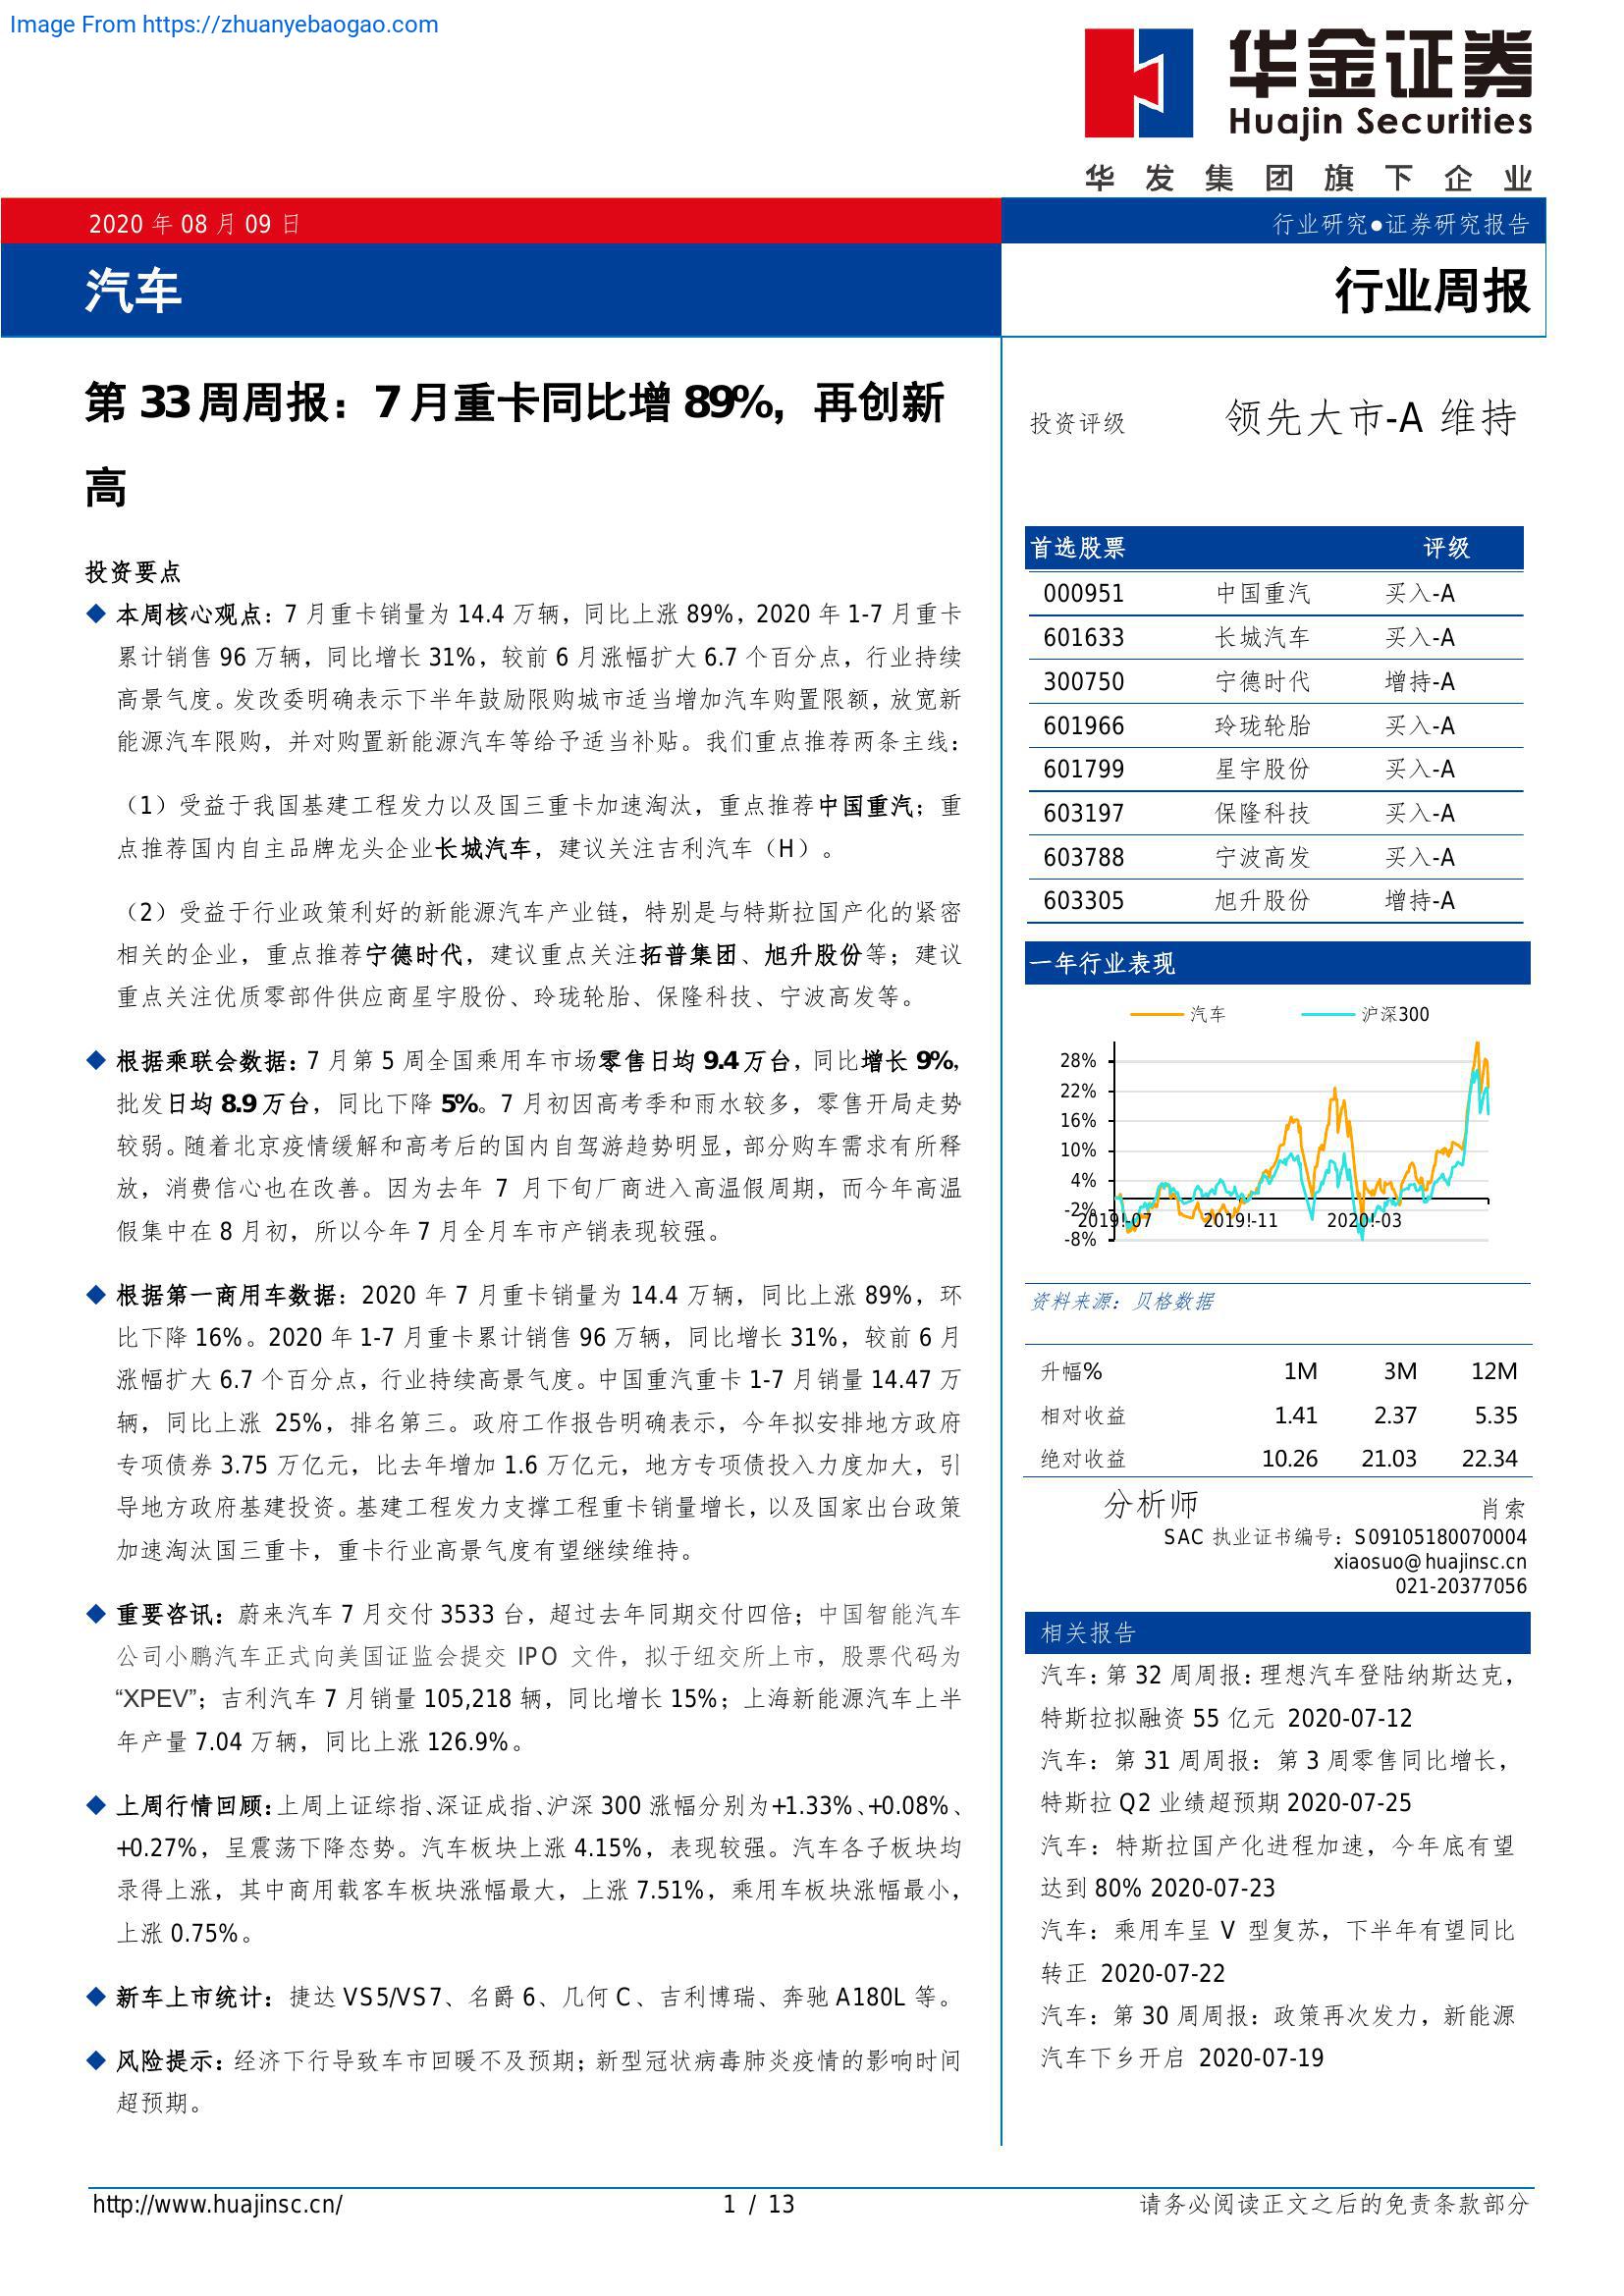 Image From https://zhuanyebaogao.com
华金证券
Huajin Securities
华发集团旗下企业
2020 年 08 月 09 日
行业研究●证券研究报告
汽车
行业周报
第 33 周周报：7 月重卡同比增 89%，再创新
高
投资要点
◆ 本周核心观点：7 月重卡销量为 14.4 万辆，同比上涨 89%，2020 年 1-7 月重卡
累计销售 96 万辆，同比增长 31%，较前 6 月涨幅扩大 6.7 个百分点，行业持续
高景气度。发改委明确表示下半年鼓励限购城市适当增加汽车购置限额，放宽新
能源汽车限购，并对购置新能源汽车等给予适当补贴。我们重点推荐两条主线：
（1）受益于我国基建工程发力以及国三重卡加速淘汰，重点推荐中国重汽；重
点推荐国内自主品牌龙头企业长城汽车，建议关注吉利汽车（H）。
（2）受益于行业政策利好的新能源汽车产业链，特别是与特斯拉国产化的紧密
相关的企业，重点推荐宁德时代，建议重点关注拓普集团、旭升股份等；建议
重点关注优质零部件供应商星宇股份、玲珑轮胎、保隆科技、宁波高发等。
◆ 根据乘联会数据：7 月第 5 周全国乘用车市场零售日均 9.4 万台，同比增长 9%，
批发日均 8.9 万台，同比下降 5%。7 月初因高考季和雨水较多，零售开局走势
较弱。随着北京疫情缓解和高考后的国内自驾游趋势明显，部分购车需求有所释
放，消费信心也在改善。因为去年 7 月下旬厂商进入高温假周期，而今年高温
假集中在 8 月初，所以今年 7 月全月车市产销表现较强。
◆ 根据第一商用车数据：2020 年 7 月重卡销量为 14.4 万辆，同比上涨 89%，环
比下降 16%。2020 年 1-7 月重卡累计销售 96 万辆，同比增长 31%，较前 6 月
涨幅扩大 6.7 个百分点，行业持续高景气度。中国重汽重卡 1-7 月销量 14.47 万
辆，同比上涨 25%，排名第三。政府工作报告明确表示，今年拟安排地方政府
专项债券 3.75 万亿元，比去年增加 1.6 万亿元，地方专项债投入力度加大，引
导地方政府基建投资。基建工程发力支撑工程重卡销量增长，以及国家出台政策
加速淘汰国三重卡，重卡行业高景气度有望继续维持。
◆ 重要咨讯：蔚来汽车 7 月交付 3533 台，超过去年同期交付四倍；中国智能汽车
公司小鹏汽车正式向美国证监会提交 IPO 文件，拟于纽交所上市，股票代码为
“XPEV”；吉利汽车 7 月销量 105,218 辆，同比增长 15%；上海新能源汽车上半
年产量 7.04 万辆，同比上涨 126.9%。
◆ 上周行情回顾：上周上证综指、深证成指、沪深 300 涨幅分别为+1.33%、+0.08%、
+0.27%，呈震荡下降态势。汽车板块上涨 4.15%，表现较强。汽车各子板块均
录得上涨，其中商用载客车板块涨幅最大，上涨 7.51%，乘用车板块涨幅最小，
上涨 0.75%。
◆ 新车上市统计：捷达 VS5/VS7、名爵 6、几何 C、吉利博瑞、奔驰 A180L 等。
◆ 风险提示：经济下行导致车市回暖不及预期；新型冠状病毒肺炎疫情的影响时间
超预期。
投资评级 领先大市-A 维持
首选股票 评级
000951 中国重汽 买入-A
601633 长城汽车 买入-A
300750 宁德时代 增持-A
601966 玲珑轮胎 买入-A
601799 星宇股份 买入-A
603197 保隆科技 买入-A
603788 宁波高发 买入-A
603305 旭升股份 增持-A
一年行业表现
汽车 沪深300
28%
22%
16%
10%
4%
-2%
2019!-07 2019!-11 2020!-03
-8%
资料来源：贝格数据
升幅% 1M 3M 12M
相对收益 1.41 2.37 5.35
绝对收益 10.26 21.03 22.34
分析师 肖索
SAC 执业证书编号：S09105180070004
xiaosuo@huajinsc.cn
021-20377056
相关报告
汽车：第 32 周周报：理想汽车登陆纳斯达克，
特斯拉拟融资 55 亿元 2020-07-12
汽车：第 31 周周报：第 3 周零售同比增长，
特斯拉 Q2 业绩超预期 2020-07-25
汽车：特斯拉国产化进程加速，今年底有望
达到 80% 2020-07-23
汽车：乘用车呈 V 型复苏，下半年有望同比
转正 2020-07-22
汽车：第 30 周周报：政策再次发力，新能源
汽车下乡开启 2020-07-19
http://www.huajinsc.cn/ 1 / 13 请务必阅读正文之后的免责条款部分